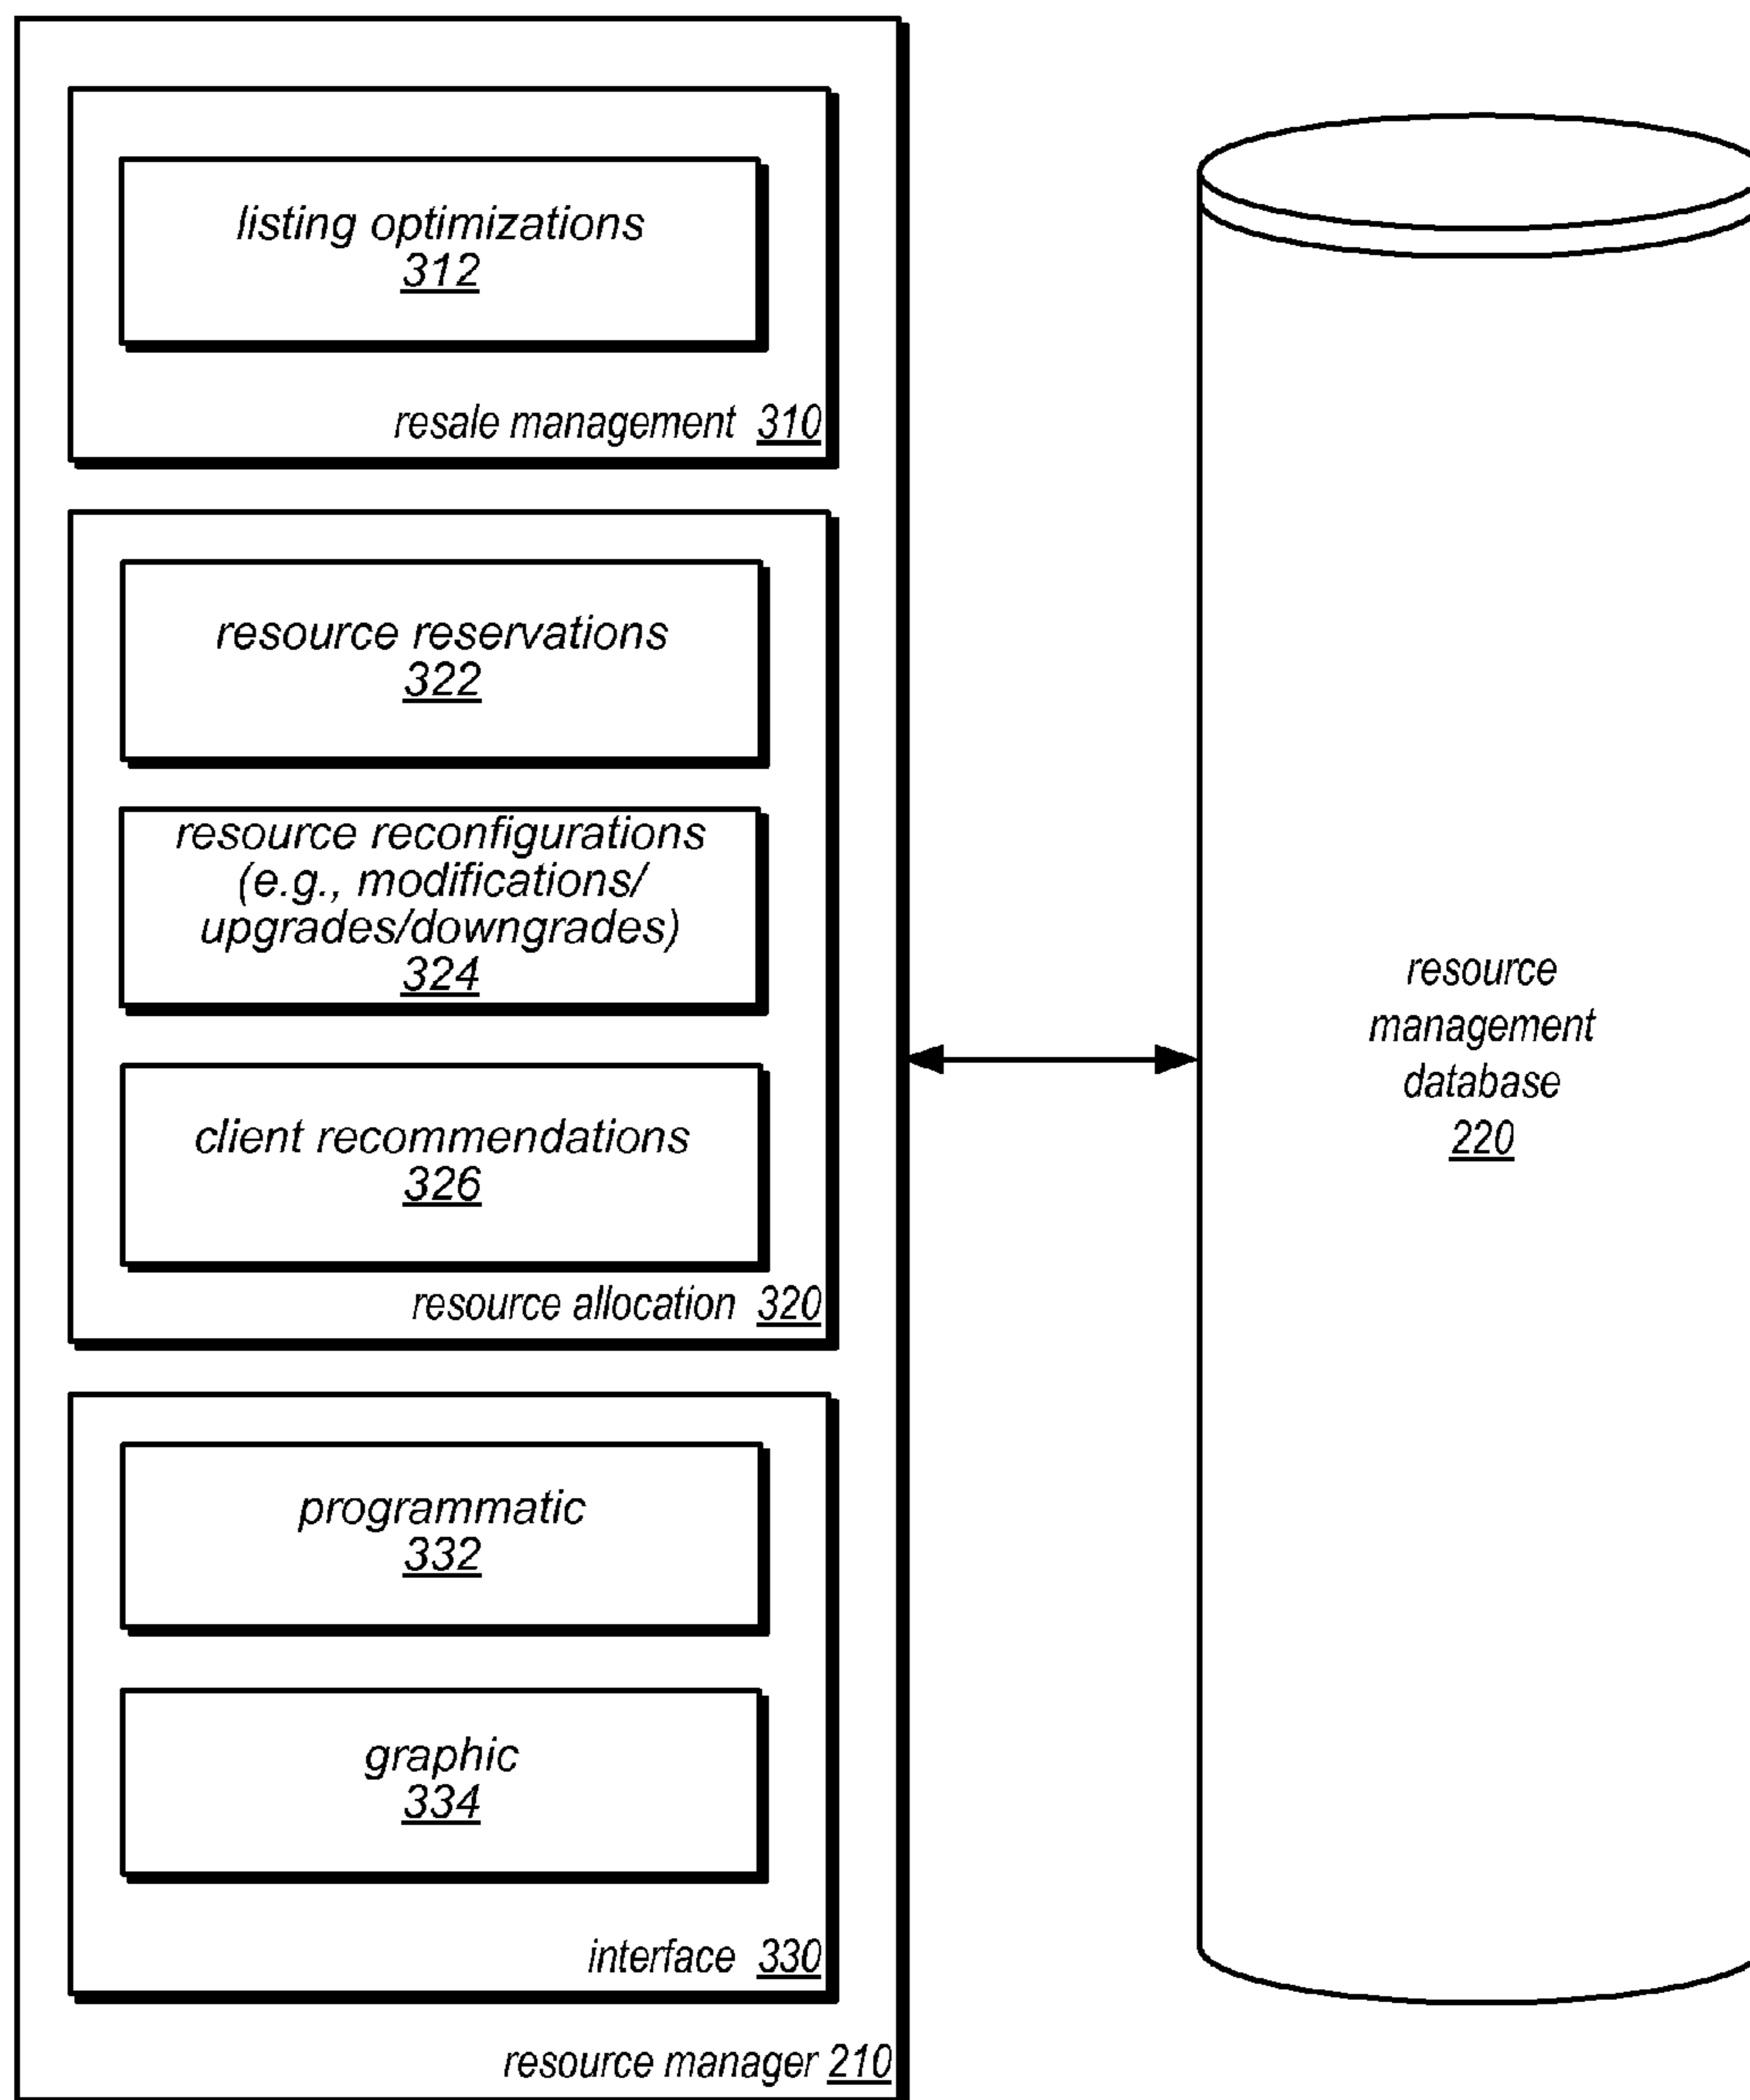 listing optimizations
312
resale management 310
resource reservations
322
resource reconfigurations
(e.g., modifications/
upgrades/downgrades)
324
client recommendations
326
resource allocation 320
programmatic
332
graphic
334
interface 330
resource manager 210
resource
management
database
220